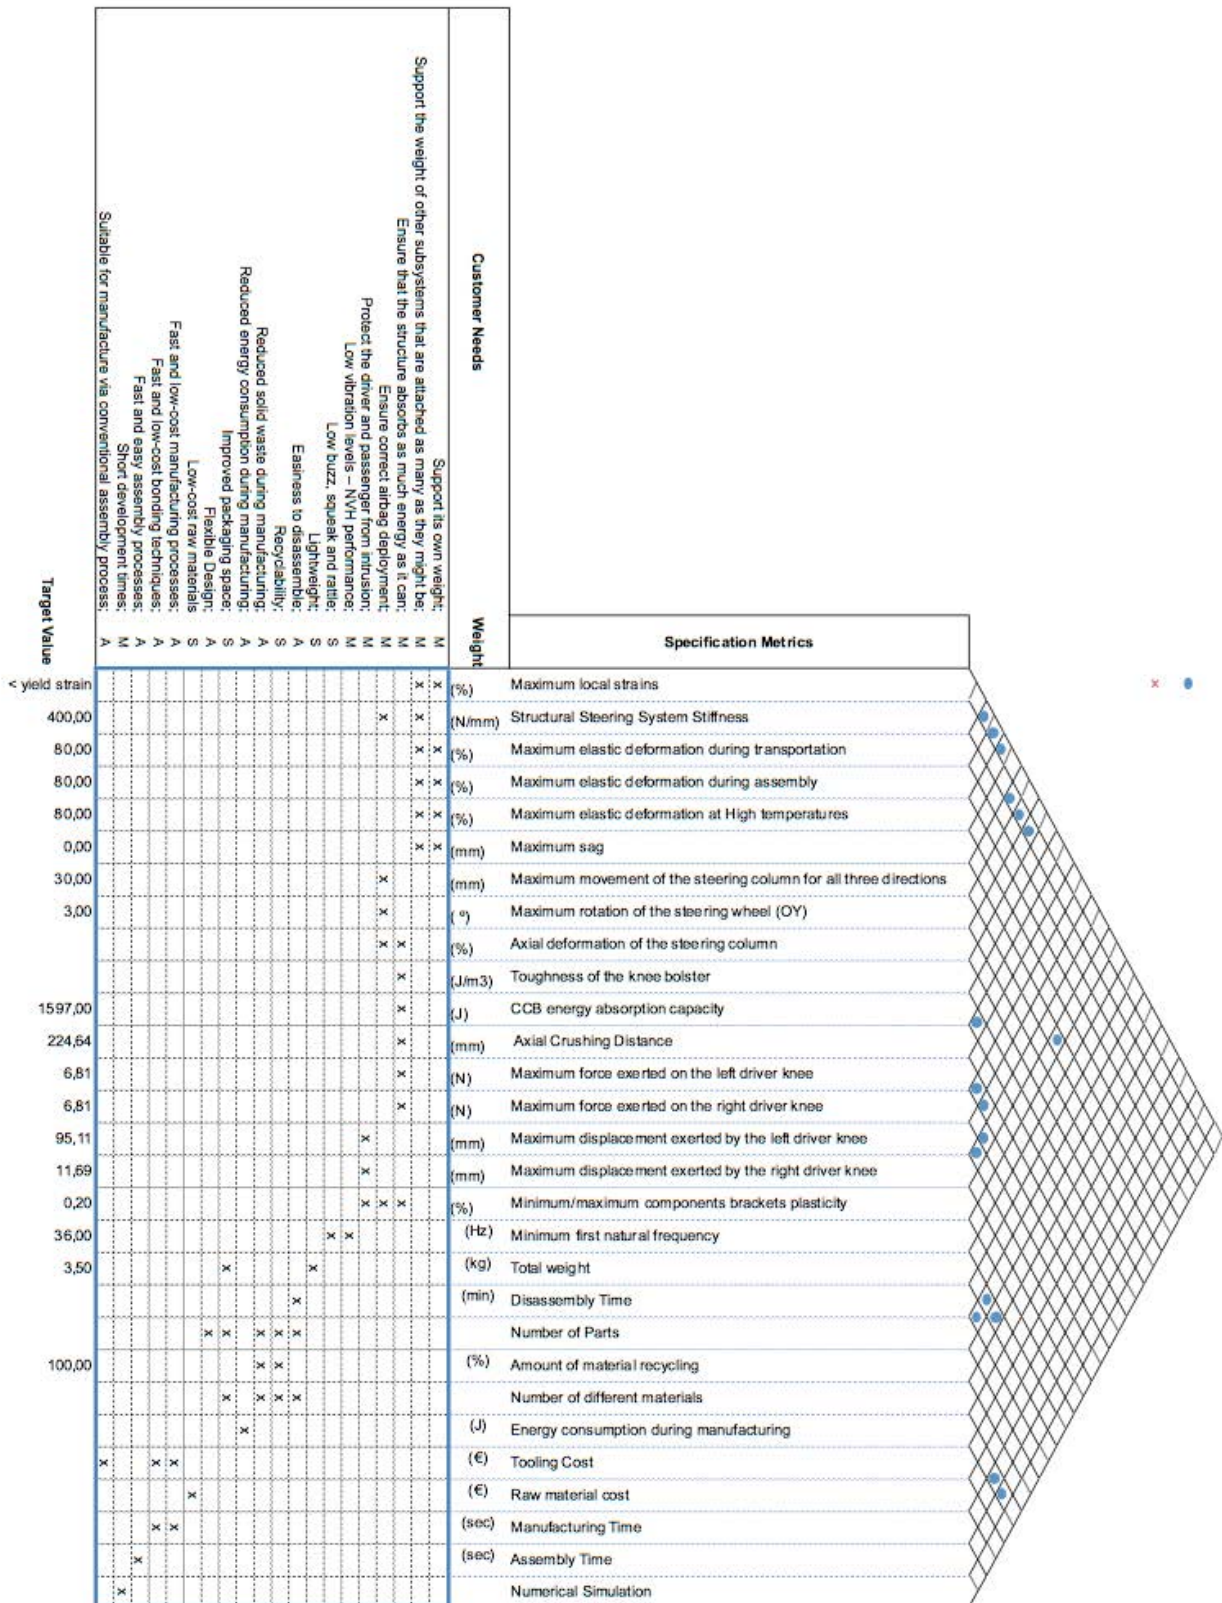 Customer Needs Weight
Support its own weight; M
Support the weight of other subsystems that are attached as many as they might be; M
Ensure that the structure absorbs as much energy as it can; M
Ensure correct airbag deployment; M
Protect the driver and passenger from intrusion; M
Low vibration levels – NVH performance; M
Low buzz, squeak and rattle; S
Lightweight; S
Easiness to disassemble; A
Recyclability; S
Reduced solid waste during manufacturing; A
Reduced energy consumption during manufacturing; A
Improved packaging space; S
Flexible Design; A
Low-cost raw materials S
Fast and low-cost manufacturing processes; A
Fast and low-cost bonding techniques; A
Fast and easy assembly processes; A
Short development times; M
Suitable for manufacture via conventional assembly process; A
Target Value
Specification Metrics
< yield strain x x (%) Maximum local strains x
400,00 x x (N/mm) Structural Steering System Stiffness
80,00 x x (%) Maximum elastic deformation during transportation
80,00 x x (%) Maximum elastic deformation during assembly
80,00 x x (%) Maximum elastic deformation at High temperatures
0,00 x x (mm) Maximum sag
30,00 x (mm) Maximum movement of the steering column for all three directions
3,00 x (º) Maximum rotation of the steering wheel (OY)
x x (%) Axial deformation of the steering column
x (J/m3) Toughness of the knee bolster
1597,00 x (J) CCB energy absorption capacity
224,64 x (mm) Axial Crushing Distance
6,81 x (N) Maximum force exerted on the left driver knee
6,81 x (N) Maximum force exerted on the right driver knee
95,11 x (mm) Maximum displacement exerted by the left driver knee
11,69 x (mm) Maximum displacement exerted by the right driver knee
0,20 x x x (%) Minimum/maximum components brackets plasticity
36,00 x x (Hz) Minimum first natural frequency
3,50 x x (kg) Total weight
x (min) Disassembly Time
x x x x x Number of Parts
100,00 x x (%) Amount of material recycling
x x x x Number of different materials
x (J) Energy consumption during manufacturing
x x x (€) Tooling Cost
x (€) Raw material cost
x x (sec) Manufacturing Time
x (sec) Assembly Time
x Numerical Simulation